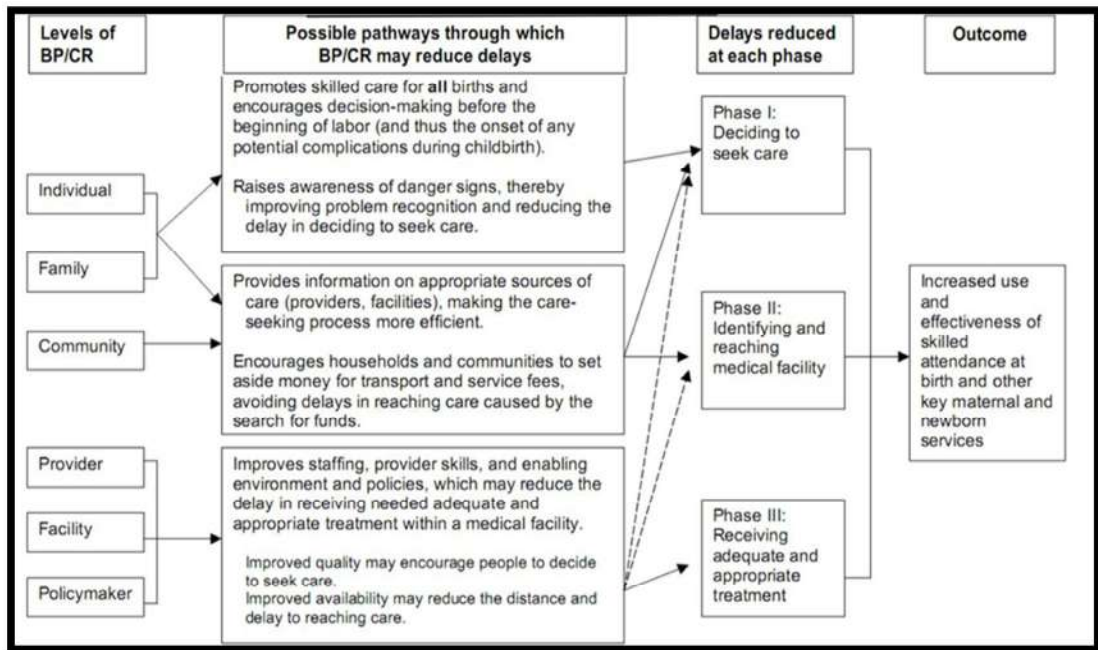 Levels of
BP/CR
Possible pathways through which
BP/CR may reduce delays
Delays reduced
at each phase
Outcome
Individual
Family
Community
Provider
Facility
Policymaker
Promotes skilled care for all births and
encourages decision-making before the
beginning of labor (and thus the onset of any
potential complications during childbirth).
Raises awareness of danger signs, thereby
improving problem recognition and reducing the
delay in deciding to seek care.
Provides information on appropriate sources of
care (providers, facilities), making the care-
seeking process more efficient.
Encourages households and communities to set
aside money for transport and service fees,
avoiding delays in reaching care caused by the
search for funds.
Improves staffing, provider skills, and enabling
environment and policies, which may reduce the
delay in receiving needed adequate and
appropriate treatment within a medical facility.
Improved quality may encourage people to decide
to seek care.
Improved availability may reduce the distance and
delay to reaching care.
Phase I:
Deciding to
seek care
Phase II:
Identifying and
reaching
medical facility
Phase III:
Receiving
adequate and
appropriate
treatment
Increased use
and
effectiveness of
skilled
attendance at
birth and other
key maternal and
newborn
services